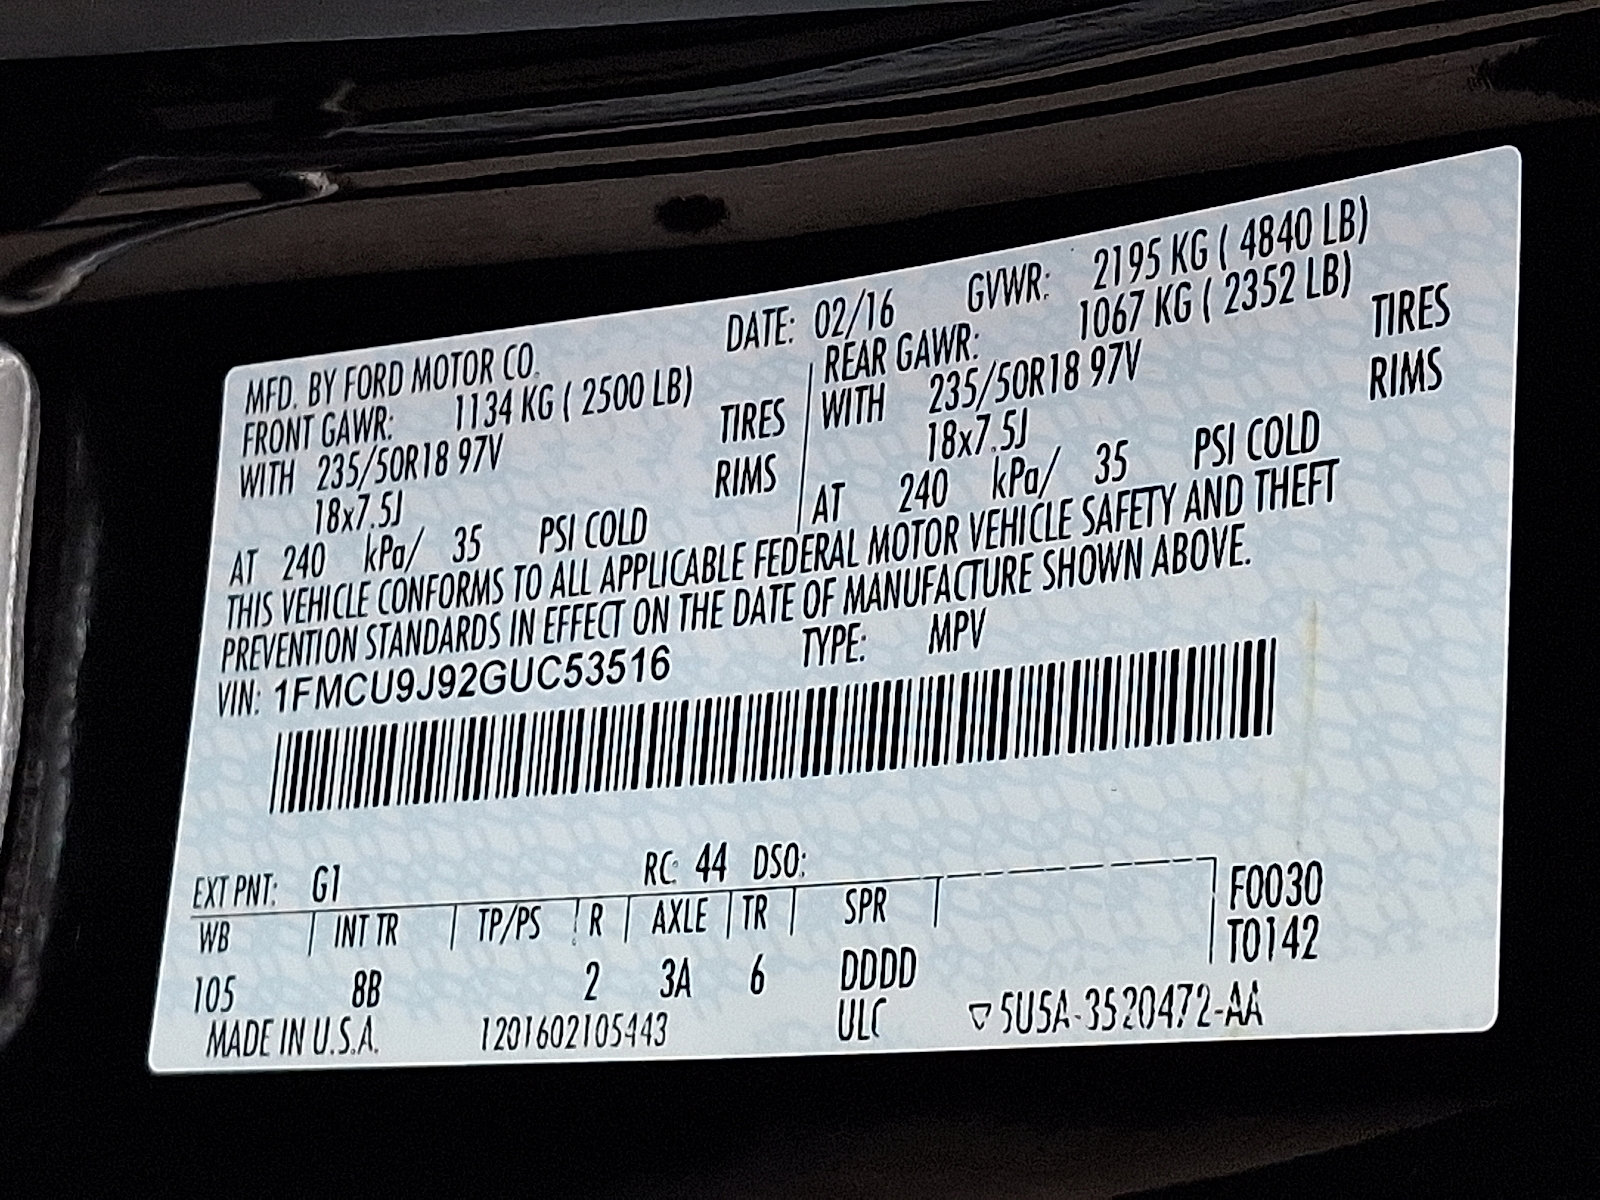 MFD. BY FORD MOTOR CO. DATE: 02/16 GVWR: 2195 KG ( 4840 LB)
FRONT GAWR: 1134 KG ( 2500 LB) REAR GAWR: 1067 KG ( 2352 LB)
WITH 235/50R18 97V TIRES WITH 235/50R18 97V TIRES
18x7.5J RIMS 18x7.5J RIMS
AT 240 kPa/ 35 PSI COLD AT 240 kPa/ 35 PSI COLD
THIS VEHICLE CONFORMS TO ALL APPLICABLE FEDERAL MOTOR VEHICLE SAFETY AND THEFT
PREVENTION STANDARDS IN EFFECT ON THE DATE OF MANUFACTURE SHOWN ABOVE.
VIN: 1FMCU9J92GUC53516 TYPE: MPV
EXT PNT: G1 RC: 44 DSO:
WB INT TR TP/PS R AXLE TR SPR F0030
105 8B 2 3A 6 DDDD T0142
MADE IN U.S.A. 1201602105443 ULC ▽5U5A-3520472-AA